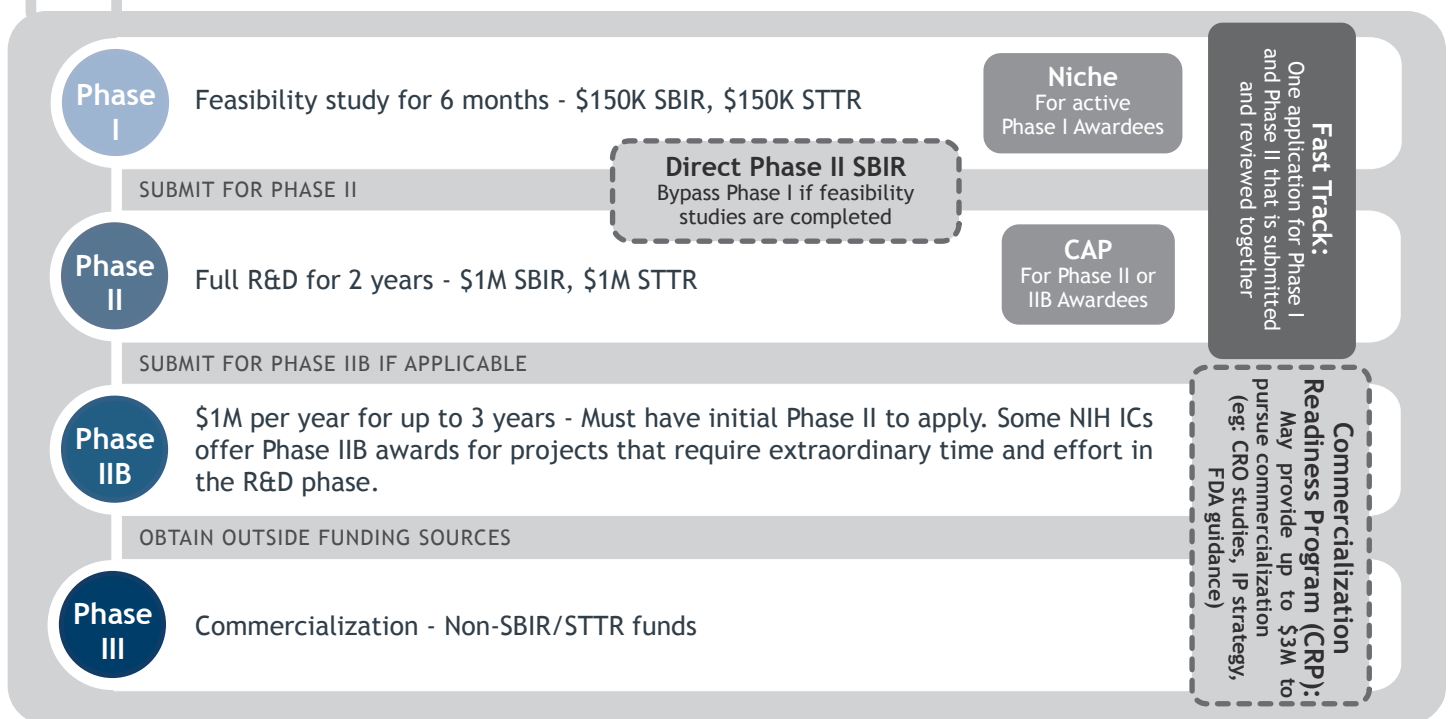 Phase
I
Feasibility study for 6 months - $150K SBIR, $150K STTR
Niche
For active
Phase I Awardees
Fast Track:
One application for Phase I
and Phase II that is submitted
and reviewed together
Direct Phase II SBIR
Bypass Phase I if feasibility
studies are completed
SUBMIT FOR PHASE II
Phase
II
Full R&D for 2 years - $1M SBIR, $1M STTR
CAP
For Phase II or
IIB Awardees
SUBMIT FOR PHASE IIB IF APPLICABLE
Phase
IIB
$1M per year for up to 3 years - Must have initial Phase II to apply. Some NIH ICs
offer Phase IIB awards for projects that require extraordinary time and effort in
the R&D phase.
Commercialization
Readiness Program (CRP):
May provide up to $3M to
pursue commercialization
(eg: CRO studies, IP strategy,
FDA guidance)
OBTAIN OUTSIDE FUNDING SOURCES
Phase
III
Commercialization - Non-SBIR/STTR funds